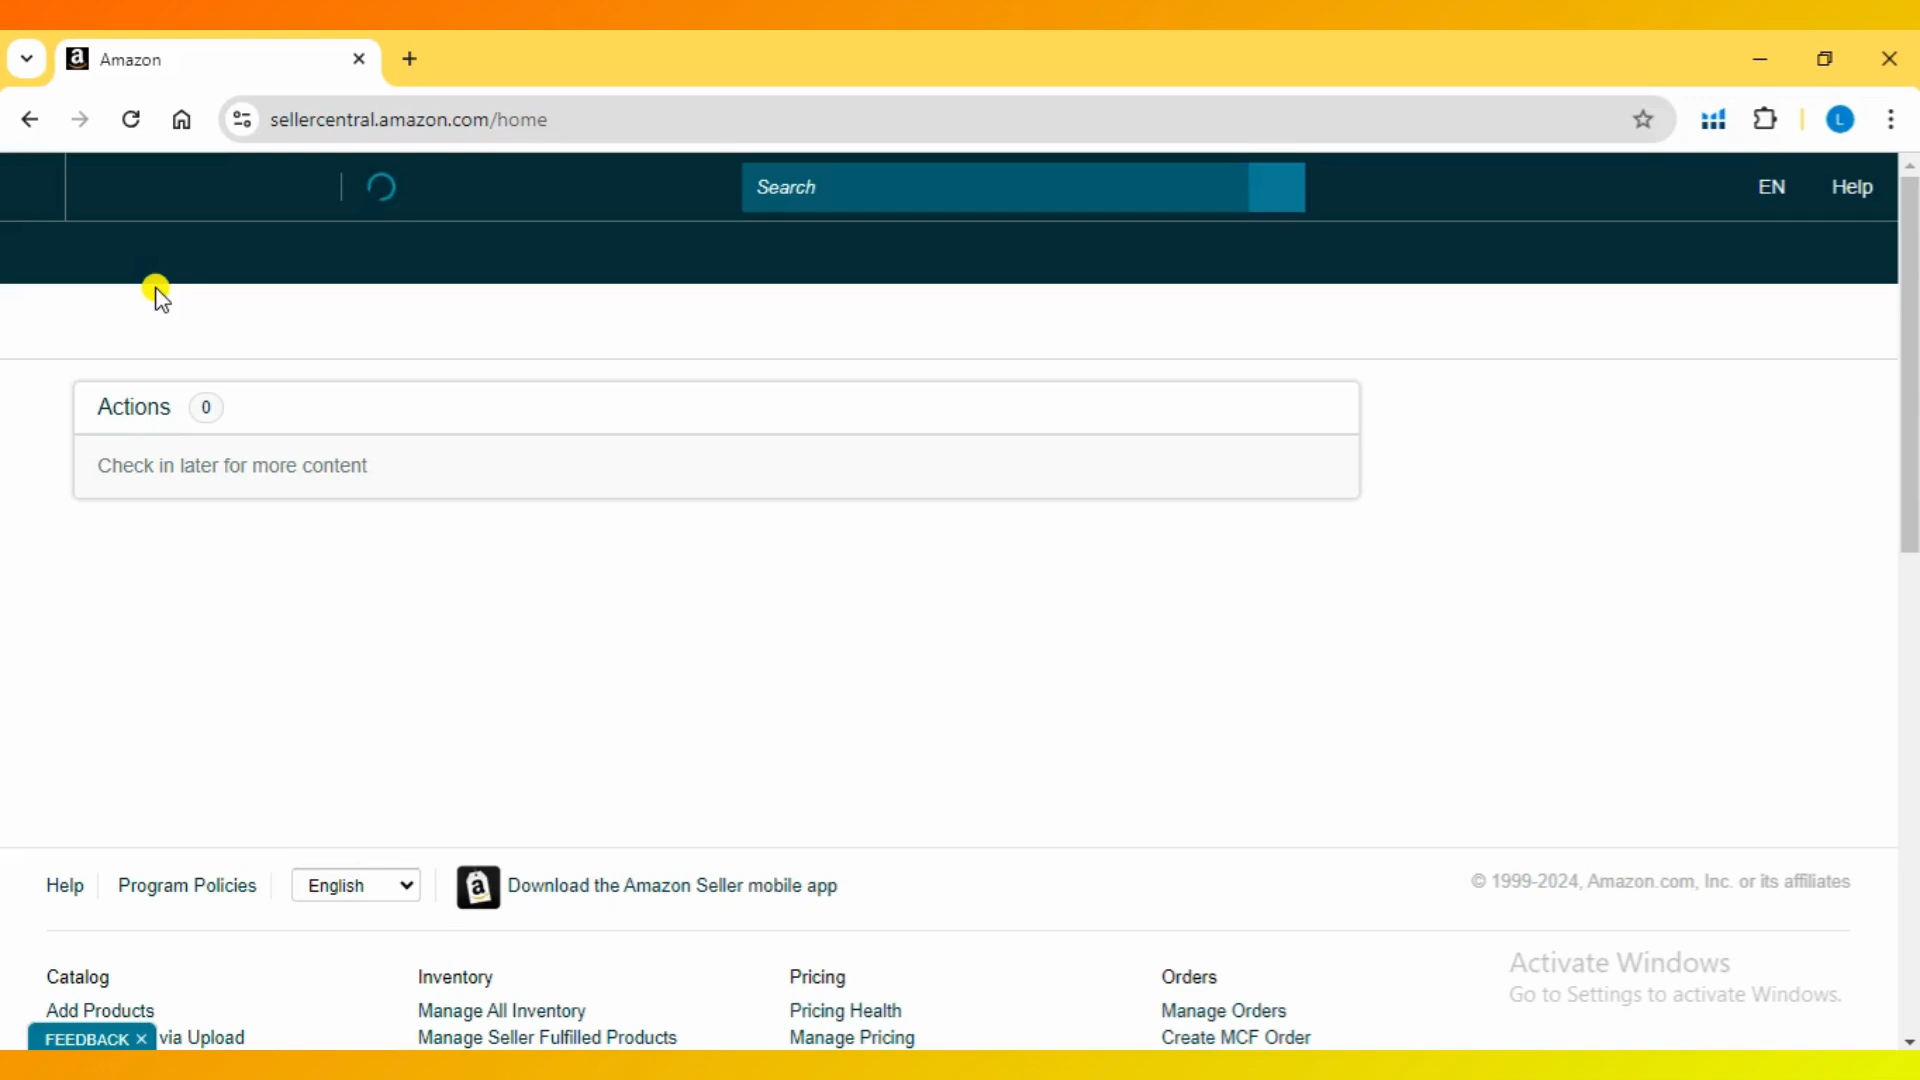 Amazon
sellercentral.amazon.com/home
L
Search
EN
Help
Actions 0
Check in later for more content
Help
Program Policies
English
Download the Amazon Seller mobile app
© 1999-2024, Amazon.com, Inc. or its affiliates
Activate Windows
Go to Settings to activate Windows.
Catalog
Add Products
via Upload
Inventory
Manage All Inventory
Manage Seller Fulfilled Products
Pricing
Pricing Health
Manage Pricing
Orders
Manage Orders
Create MCF Order
FEEDBACK ×